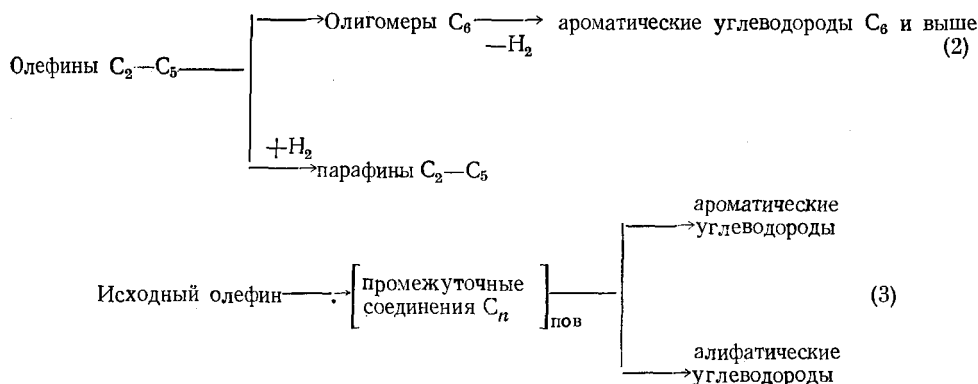 Олигомеры C₆ → ароматические углеводороды C₆ и выше
—H₂
(2)
Олефины C₂—C₅
+H₂
→парафины C₂—C₅
ароматические
→углеводороды
Исходный олефин → [промежуточные соединения Cₙ]пов (3)
алифатические
→углеводороды